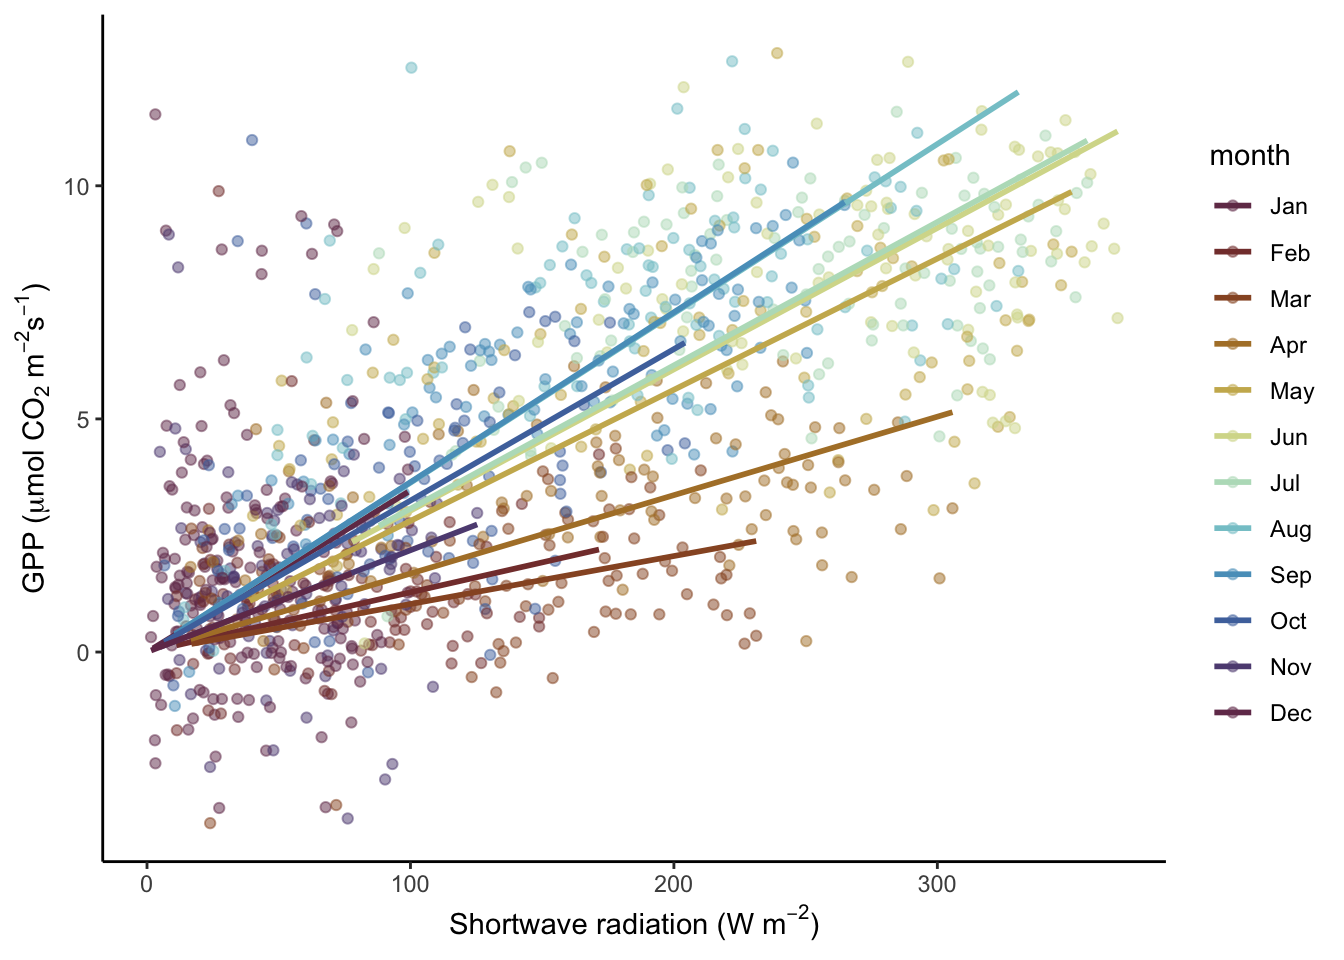 GPP (μmol CO₂ m⁻²s⁻¹)
10
5
0
0 100 200 300
Shortwave radiation (W m⁻²)
month
Jan
Feb
Mar
Apr
May
Jun
Jul
Aug
Sep
Oct
Nov
Dec